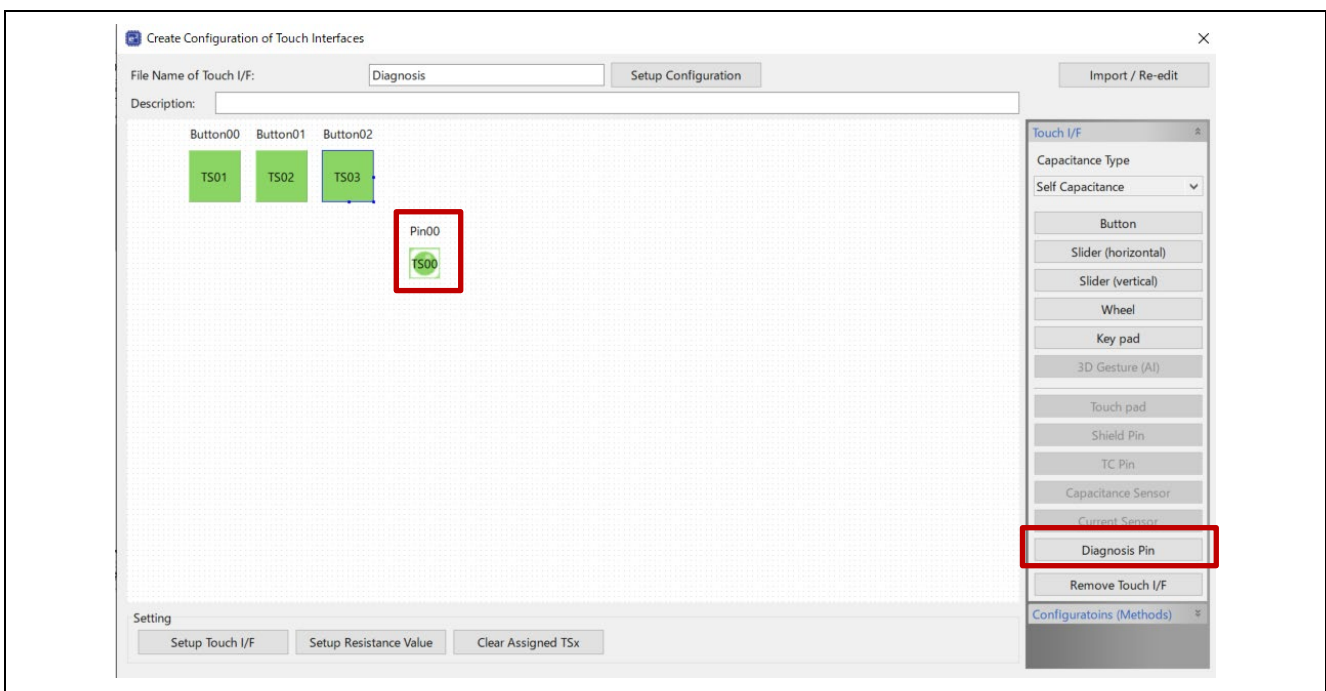 Create Configuration of Touch Interfaces
File Name of Touch I/F: Diagnosis Setup Configuration Import / Re-edit
Description:
Button00 Button01 Button02
TS01 TS02 TS03
Pin00
TS00
Touch I/F
Capacitance Type
Self Capacitance
Button
Slider (horizontal)
Slider (vertical)
Wheel
Key pad
3D Gesture (AI)
Touch pad
Shield Pin
TC Pin
Capacitance Sensor
Current Sensor
Diagnosis Pin
Remove Touch I/F
Configuratoins (Methods)
Setting
Setup Touch I/F Setup Resistance Value Clear Assigned TSx